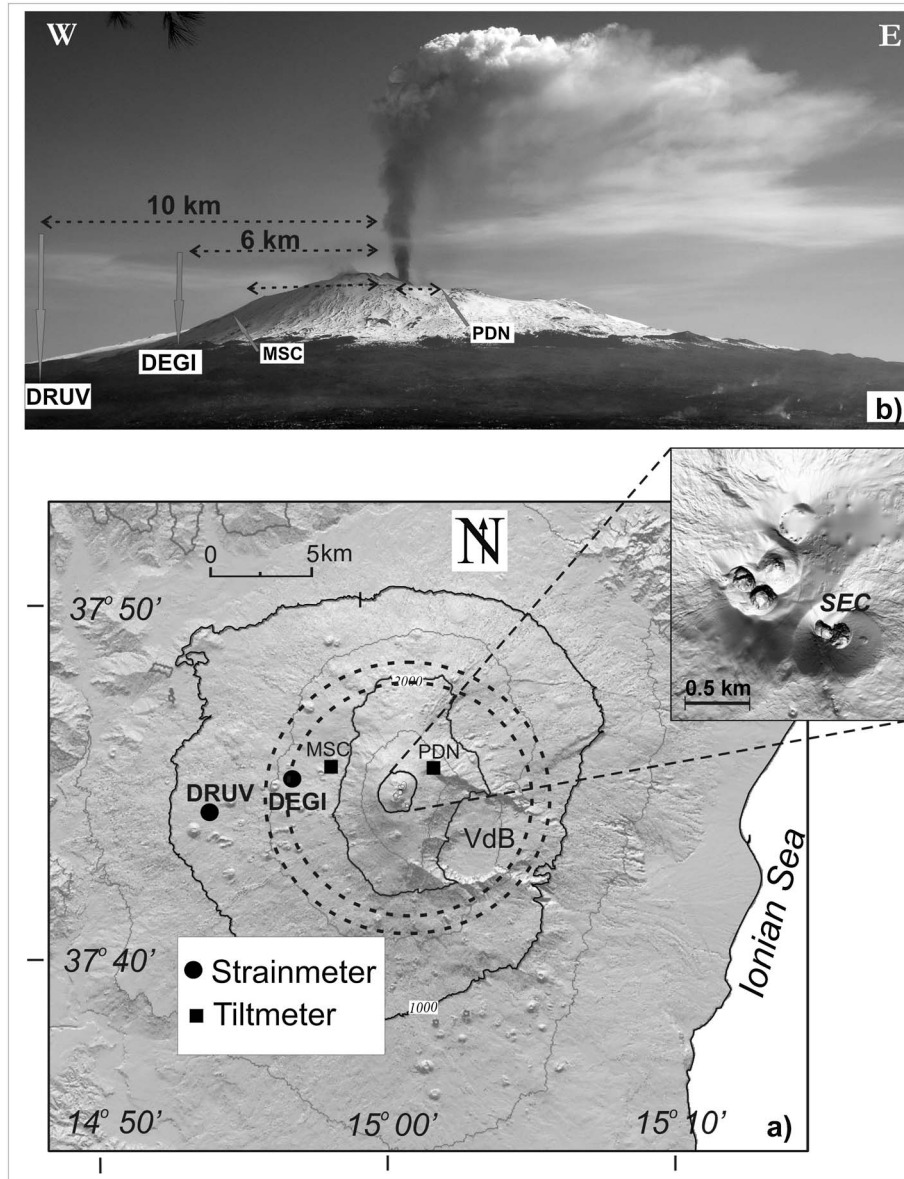 W E
10 km
6 km
PDN
MSC
DEGI
DRUV
b)
N
0 5km
37° 50'
SEC
0.5 km
2000
MSC PDN
DRUV DEGI
VdB
37° 40'
Strainmeter
Tiltmeter
1000
Ionian Sea
14° 50' 15° 00' 15° 10'
a)